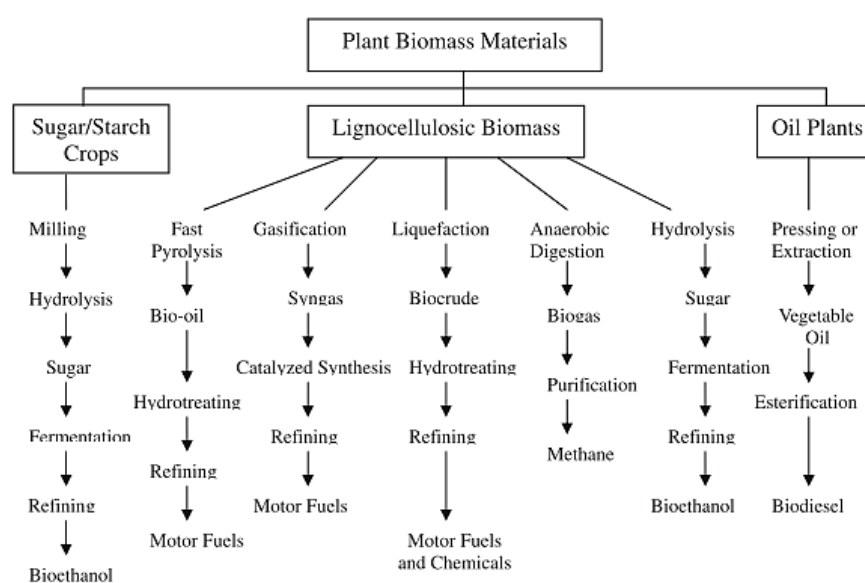 Plant Biomass Materials
Sugar/Starch
Crops
Lignocellulosic Biomass
Oil Plants
Milling
Hydrolysis
Sugar
Fermentation
Refining
Bioethanol
Fast
Pyrolysis
Bio-oil
Hydrotreating
Refining
Motor Fuels
Gasification
Syngas
Catalyzed Synthesis
Refining
Motor Fuels
Liquefaction
Biocrude
Hydrotreating
Refining
Motor Fuels
and Chemicals
Anaerobic
Digestion
Biogas
Purification
Methane
Hydrolysis
Sugar
Fermentation
Refining
Bioethanol
Pressing or
Extraction
Vegetable
Oil
Esterification
Biodiesel